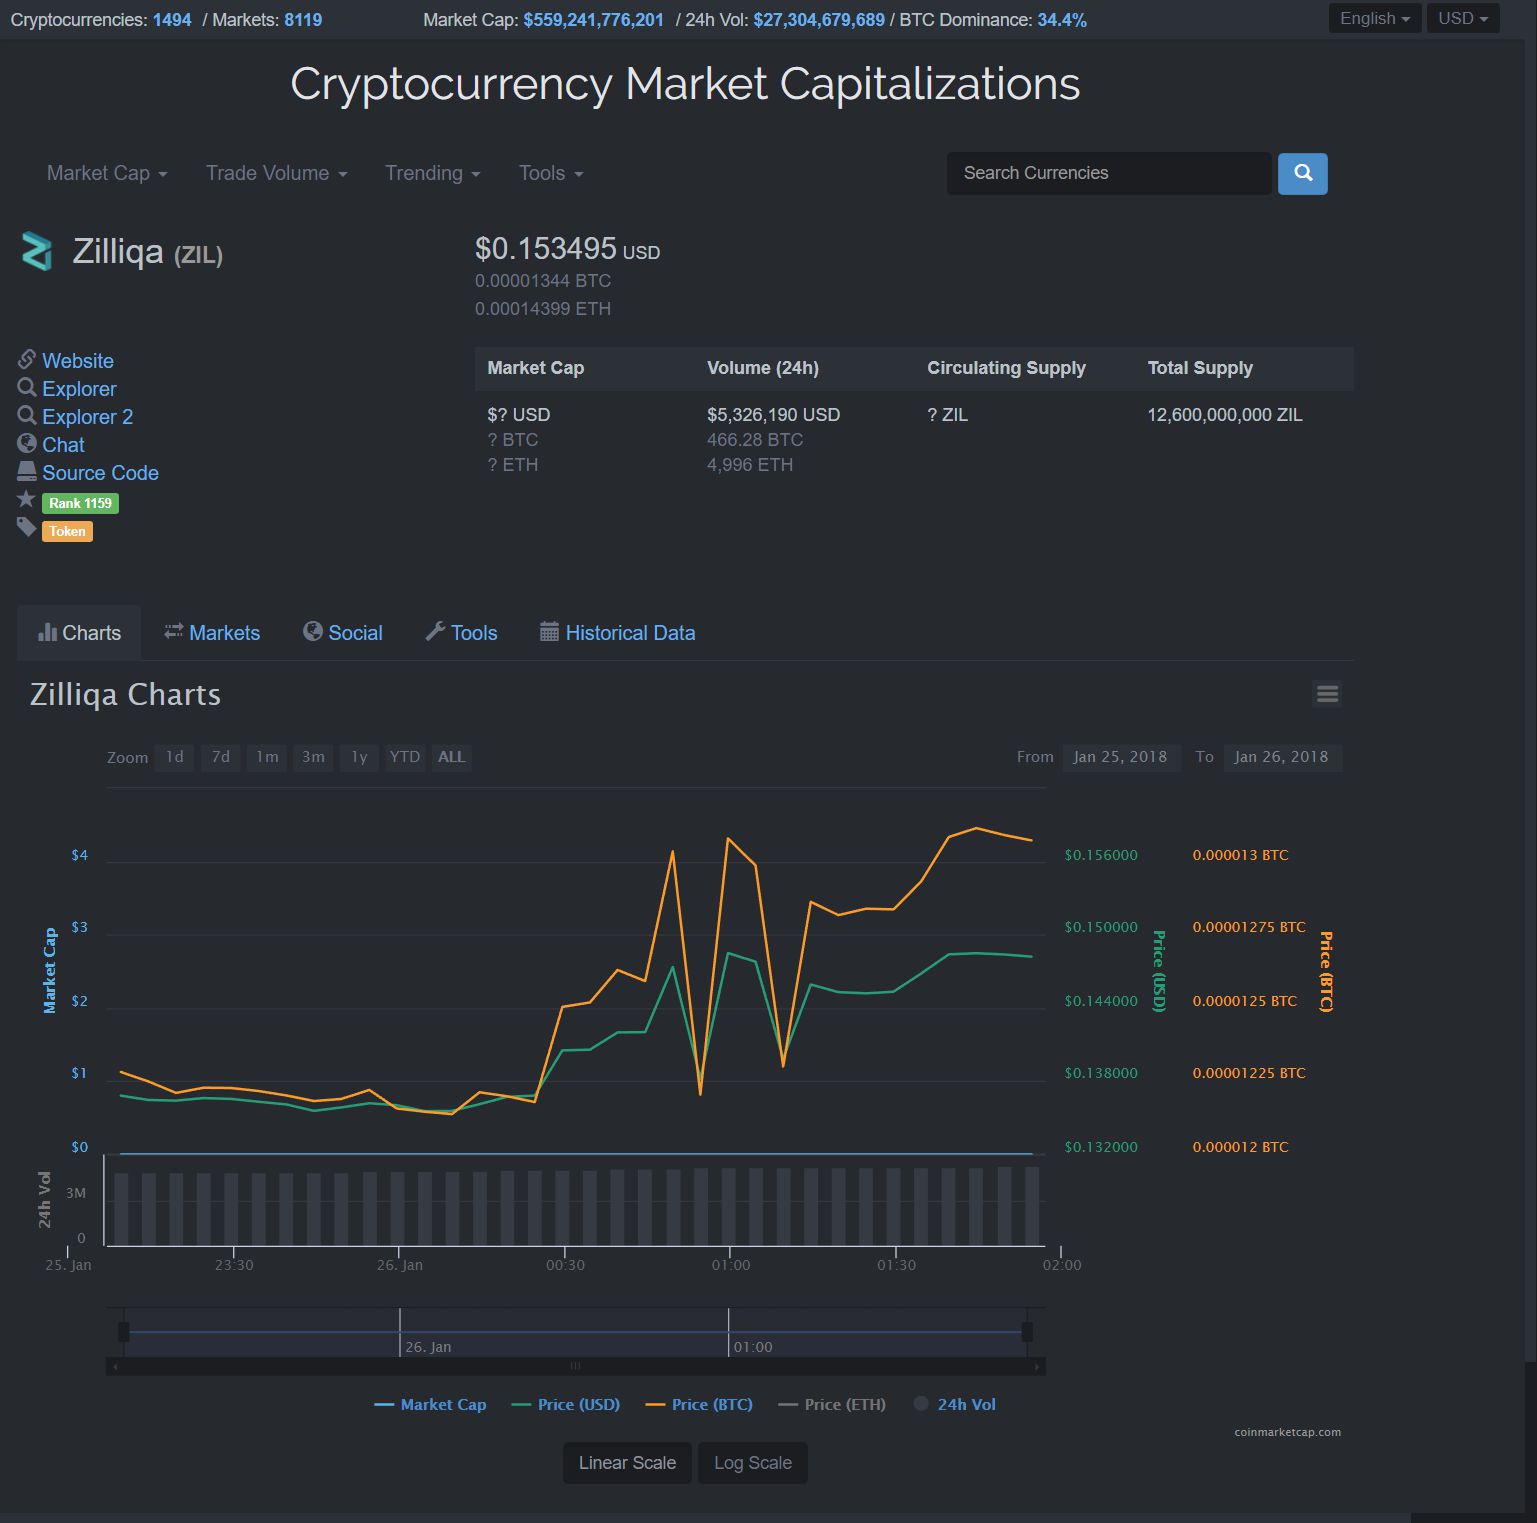 Cryptocurrencies: 1494 / Markets: 8119 Market Cap: $559,241,776,201 / 24h Vol: $27,304,679,689 / BTC Dominance: 34.4% English USD
Cryptocurrency Market Capitalizations
Market Cap Trade Volume Trending Tools Search Currencies
Zilliqa (ZIL)
$0.153495 USD
0.00001344 BTC
0.00014399 ETH
Website
Explorer
Explorer 2
Chat
Source Code
Rank 1159
Token
Market Cap Volume (24h) Circulating Supply Total Supply
$? USD $5,326,190 USD ? ZIL 12,600,000,000 ZIL
? BTC 466.28 BTC
? ETH 4,996 ETH
Charts Markets Social Tools Historical Data
Zilliqa Charts
Zoom 1d 7d 1m 3m 1y YTD ALL From Jan 25, 2018 To Jan 26, 2018
$4 $0.156000 0.000013 BTC
$3 $0.150000 0.00001275 BTC
Market Cap Price (USD) Price (BTC)
$2 $0.144000 0.0000125 BTC
$1 $0.138000 0.00001225 BTC
$0 $0.132000 0.000012 BTC
24h Vol
3M
0
25. Jan 23:30 26. Jan 00:30 01:00 01:30 02:00
26. Jan 01:00
Market Cap Price (USD) Price (BTC) Price (ETH) 24h Vol
coinmarketcap.com
Linear Scale Log Scale